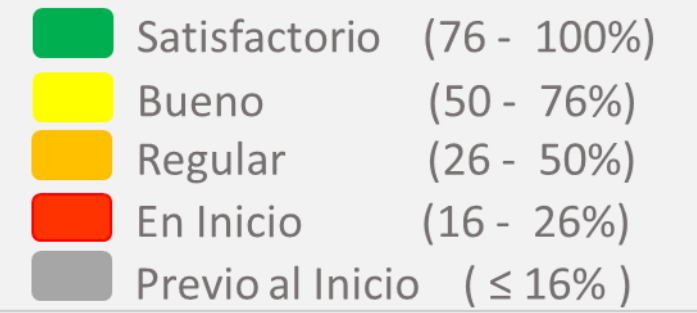 Satisfactorio (76 - 100%)
Bueno (50 - 76%)
Regular (26 - 50%)
En Inicio (16 - 26%)
Previo al Inicio ( ≤ 16% )